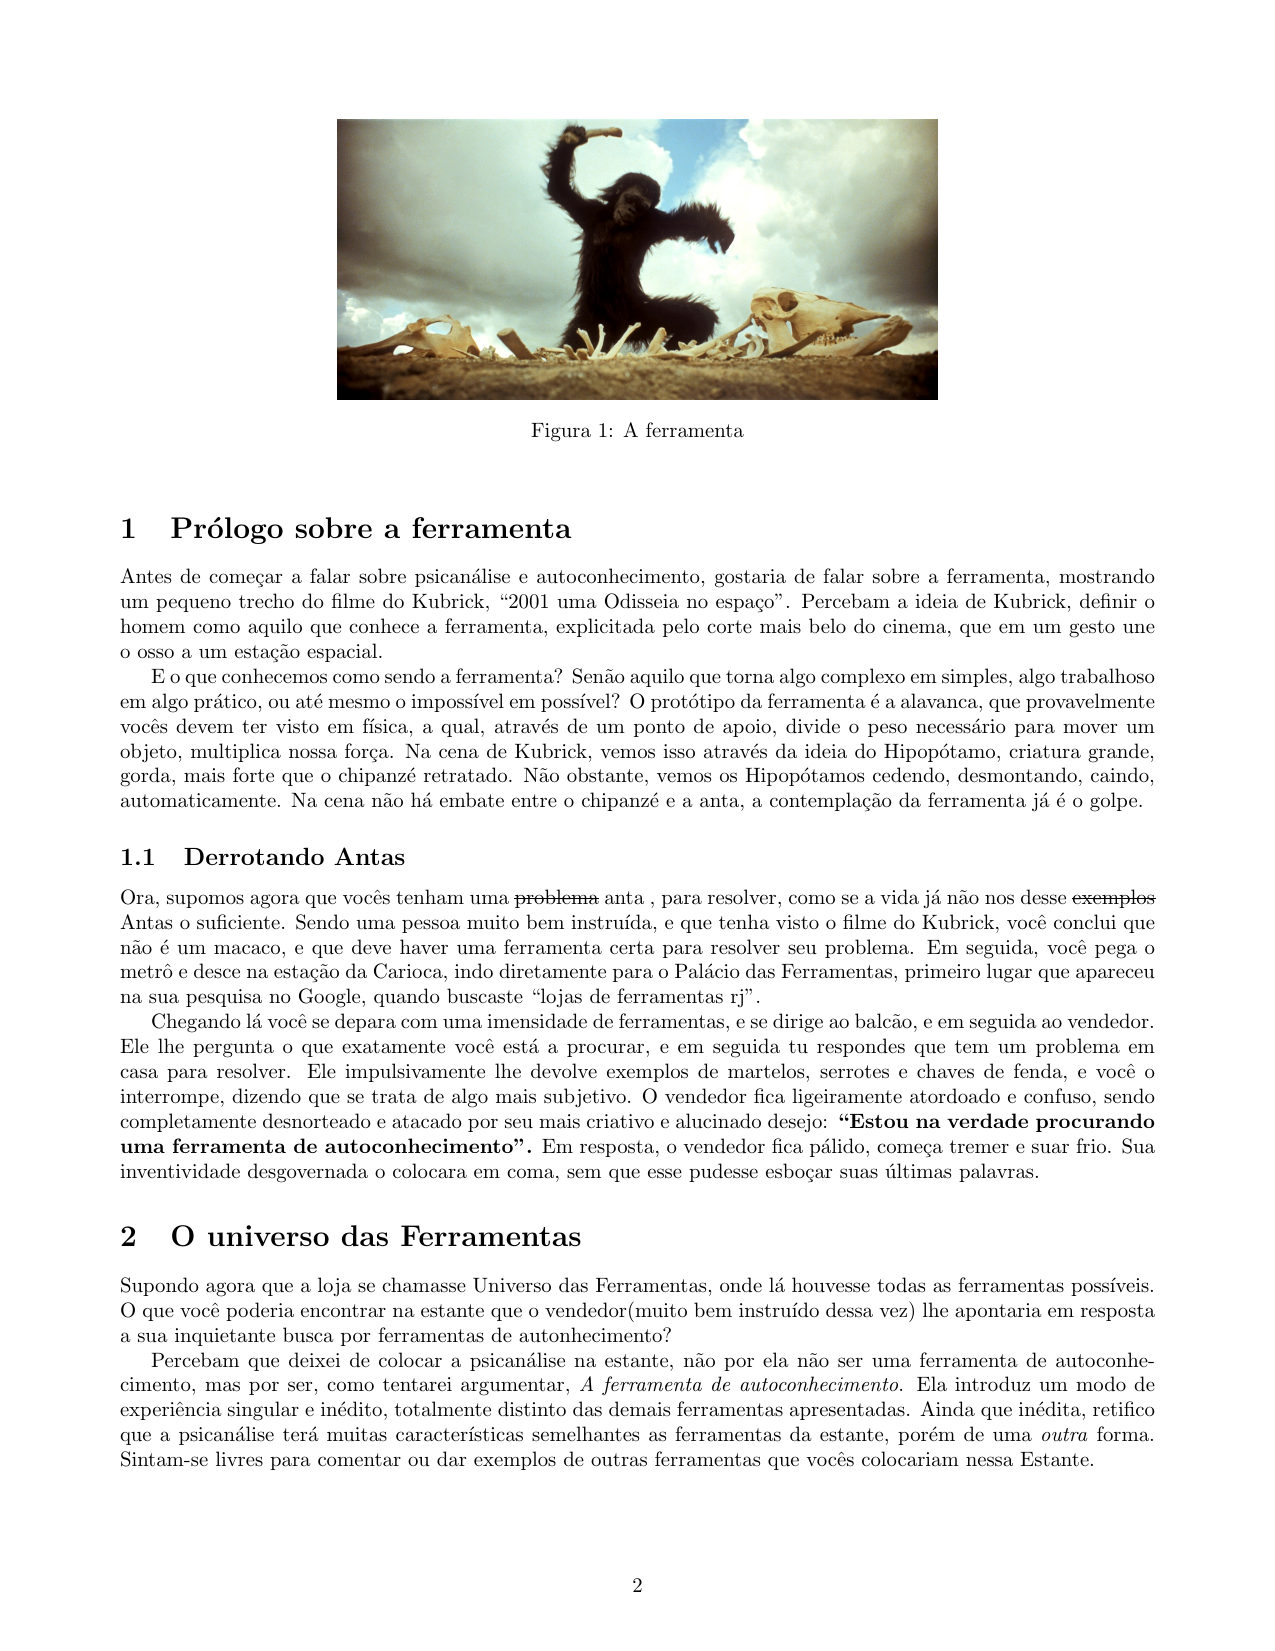 Figura 1: A ferramenta
1 Prólogo sobre a ferramenta
Antes de começar a falar sobre psicanálise e autoconhecimento, gostaria de falar sobre a ferramenta, mostrando
um pequeno trecho do filme do Kubrick, “2001 uma Odisseia no espaço”. Percebam a ideia de Kubrick, definir o
homem como aquilo que conhece a ferramenta, explicitada pelo corte mais belo do cinema, que em um gesto une
o osso a um estação espacial.
E o que conhecemos como sendo a ferramenta? Senão aquilo que torna algo complexo em simples, algo trabalhoso
em algo prático, ou até mesmo o impossível em possível? O protótipo da ferramenta é a alavanca, que provavelmente
vocês devem ter visto em física, a qual, através de um ponto de apoio, divide o peso necessário para mover um
objeto, multiplica nossa força. Na cena de Kubrick, vemos isso através da ideia do Hipopótamo, criatura grande,
gorda, mais forte que o chipanzé retratado. Não obstante, vemos os Hipopótamos cedendo, desmontando, caindo,
automaticamente. Na cena não há embate entre o chipanzé e a anta, a contemplação da ferramenta já é o golpe.
1.1 Derrotando Antas
Ora, supomos agora que vocês tenham uma problema anta , para resolver, como se a vida já não nos desse exemplos
Antas o suficiente. Sendo uma pessoa muito bem instruída, e que tenha visto o filme do Kubrick, você conclui que
não é um macaco, e que deve haver uma ferramenta certa para resolver seu problema. Em seguida, você pega o
metrô e desce na estação da Carioca, indo diretamente para o Palácio das Ferramentas, primeiro lugar que apareceu
na sua pesquisa no Google, quando buscaste “lojas de ferramentas rj”.
Chegando lá você se depara com uma imensidade de ferramentas, e se dirige ao balcão, e em seguida ao vendedor.
Ele lhe pergunta o que exatamente você está a procurar, e em seguida tu respondes que tem um problema em
casa para resolver. Ele impulsivamente lhe devolve exemplos de martelos, serrotes e chaves de fenda, e você o
interrompe, dizendo que se trata de algo mais subjetivo. O vendedor fica ligeiramente atordoado e confuso, sendo
completamente desnorteado e atacado por seu mais criativo e alucinado desejo: “Estou na verdade procurando
uma ferramenta de autoconhecimento”. Em resposta, o vendedor fica pálido, começa tremer e suar frio. Sua
inventividade desgovernada o colocara em coma, sem que esse pudesse esboçar suas últimas palavras.
2 O universo das Ferramentas
Supondo agora que a loja se chamasse Universo das Ferramentas, onde lá houvesse todas as ferramentas possíveis.
O que você poderia encontrar na estante que o vendedor(muito bem instruído dessa vez) lhe apontaria em resposta
a sua inquietante busca por ferramentas de autonhecimento?
Percebam que deixei de colocar a psicanálise na estante, não por ela não ser uma ferramenta de autoconhe-
cimento, mas por ser, como tentarei argumentar, A ferramenta de autoconhecimento. Ela introduz um modo de
experiência singular e inédito, totalmente distinto das demais ferramentas apresentadas. Ainda que inédita, retifico
que a psicanálise terá muitas características semelhantes as ferramentas da estante, porém de uma outra forma.
Sintam-se livres para comentar ou dar exemplos de outras ferramentas que vocês colocariam nessa Estante.
2